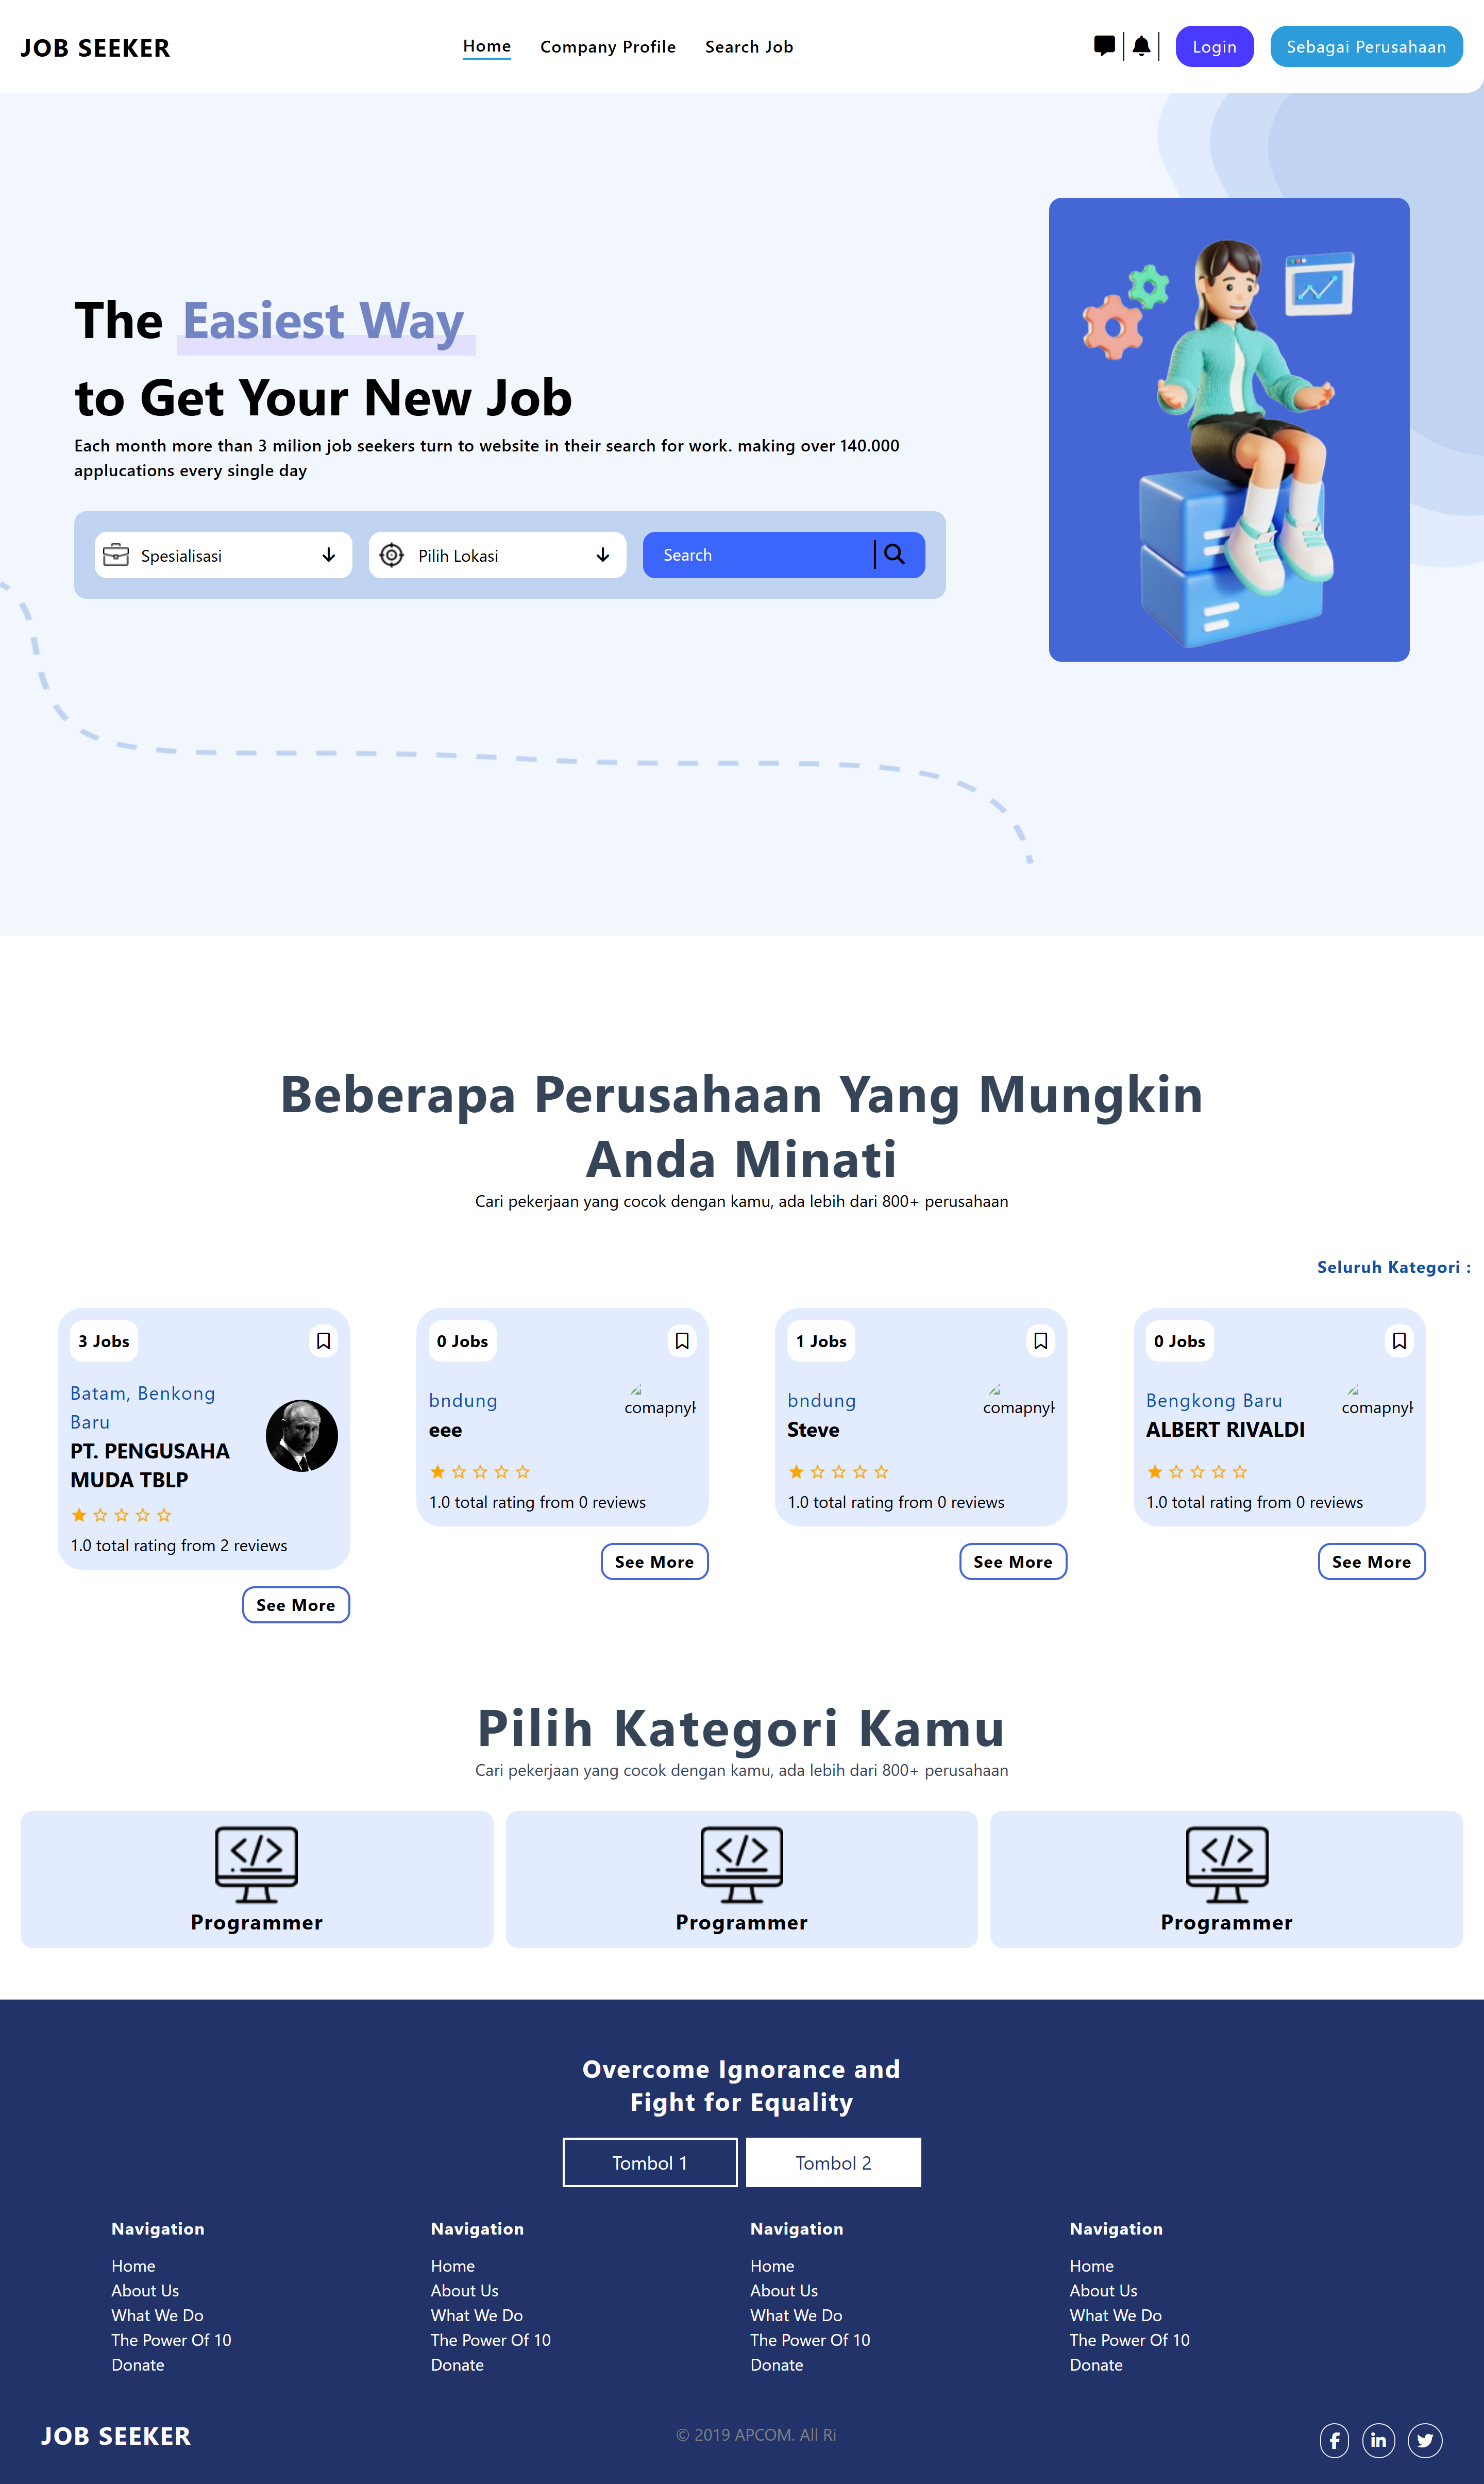 JOB SEEKER
Home Company Profile Search Job
Login Sebagai Perusahaan
The Easiest Way
to Get Your New Job
Each month more than 3 milion job seekers turn to website in their search for work. making over 140.000
applucations every single day
Spesialisasi Pilih Lokasi Search
Beberapa Perusahaan Yang Mungkin
Anda Minati
Cari pekerjaan yang cocok dengan kamu, ada lebih dari 800+ perusahaan
Seluruh Kategori :
3 Jobs
Batam, Benkong
Baru
PT. PENGUSAHA
MUDA TBLP
1.0 total rating from 2 reviews
See More
0 Jobs
bndung
eee
1.0 total rating from 0 reviews
See More
1 Jobs
bndung
Steve
1.0 total rating from 0 reviews
See More
0 Jobs
Bengkong Baru
ALBERT RIVALDI
1.0 total rating from 0 reviews
See More
Pilih Kategori Kamu
Cari pekerjaan yang cocok dengan kamu, ada lebih dari 800+ perusahaan
Programmer Programmer Programmer
Overcome Ignorance and
Fight for Equality
Tombol 1 Tombol 2
Navigation
Home
About Us
What We Do
The Power Of 10
Donate
Navigation
Home
About Us
What We Do
The Power Of 10
Donate
Navigation
Home
About Us
What We Do
The Power Of 10
Donate
Navigation
Home
About Us
What We Do
The Power Of 10
Donate
JOB SEEKER
© 2019 APCOM. All Ri